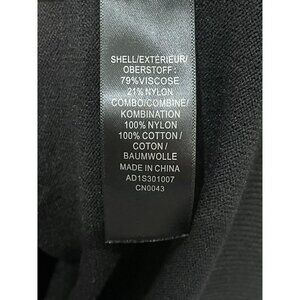 SHELL/EXTÉRIEUR/
OBERSTOFF:
79%VISCOSE
21% NYLON
COMBO/COMBINE/
KOMBINATION
100% NYLON
100% COTTON/
COTON/
BAUMWOLLE
MADE IN CHINA
AD1S301007
CN0043